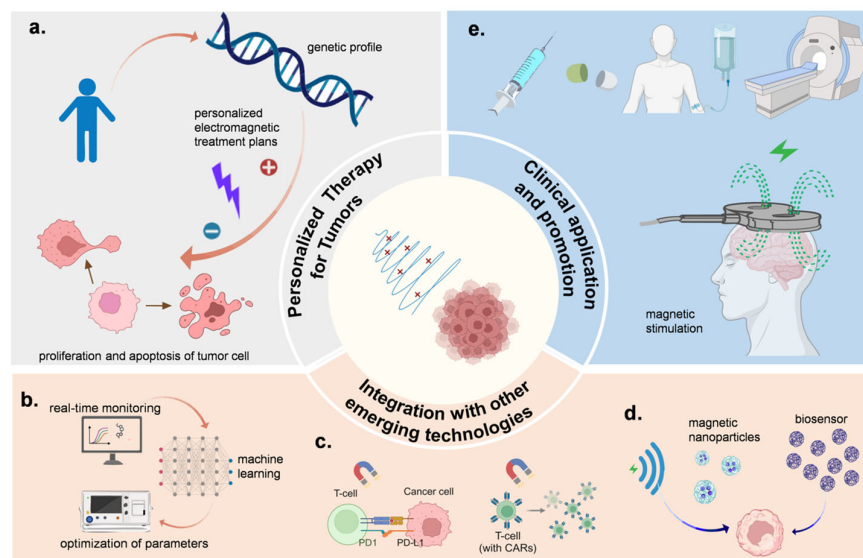 a.
genetic profile
personalized
electromagnetic
treatment plans
proliferation and apoptosis of tumor cell
Personalized Therapy
for Tumors
e.
Clinical application
and promotion
magnetic
stimulation
Integration with other
emerging technologies
b.
real-time monitoring
machine
learning
optimization of parameters
c.
T-cell
Cancer cell
PD1
PD-L1
T-cell
(with CARs)
d.
magnetic
nanoparticles
biosensor